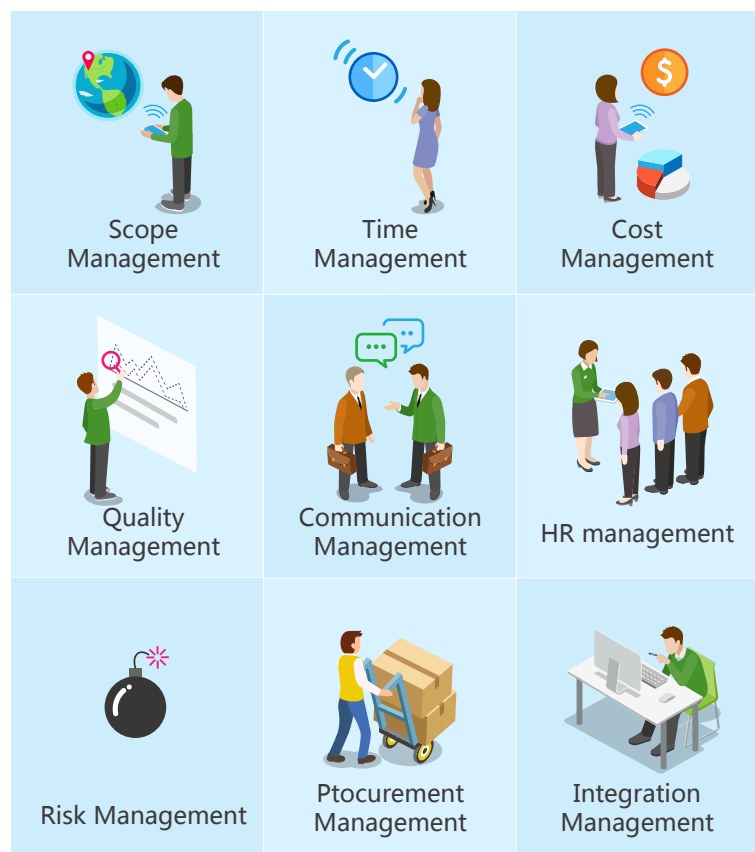 Scope
Management
Time
Management
Cost
Management
Quality
Management
Communication
Management
HR management
Risk Management
Ptocurement
Management
Integration
Management